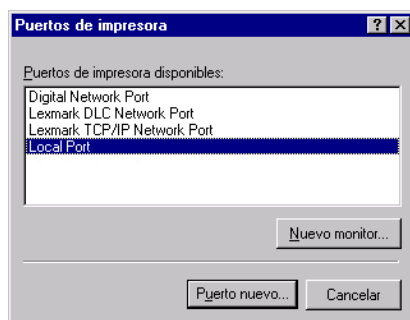 Puertos de impresora
Puertos de impresora disponibles:
Digital Network Port
Lexmark DLC Network Port
Lexmark TCP/IP Network Port
Local Port
Nuevo monitor...
Puerto nuevo...
Cancelar